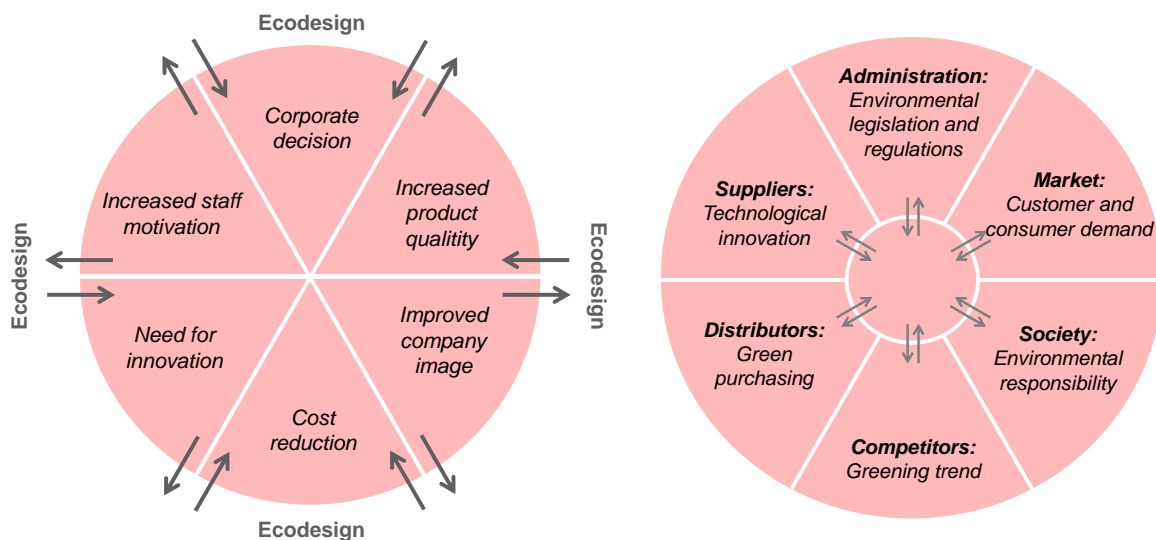 Ecodesign
Corporate
decision
Increased staff
motivation
Increased
product
qualitity
Ecodesign
Ecodesign
Need for
innovation
Improved
company
image
Cost
reduction
Ecodesign
Administration:
Environmental
legislation and
regulations
Suppliers:
Technological
innovation
Market:
Customer and
consumer demand
Distributors:
Green
purchasing
Society:
Environmental
responsibility
Competitors:
Greening trend